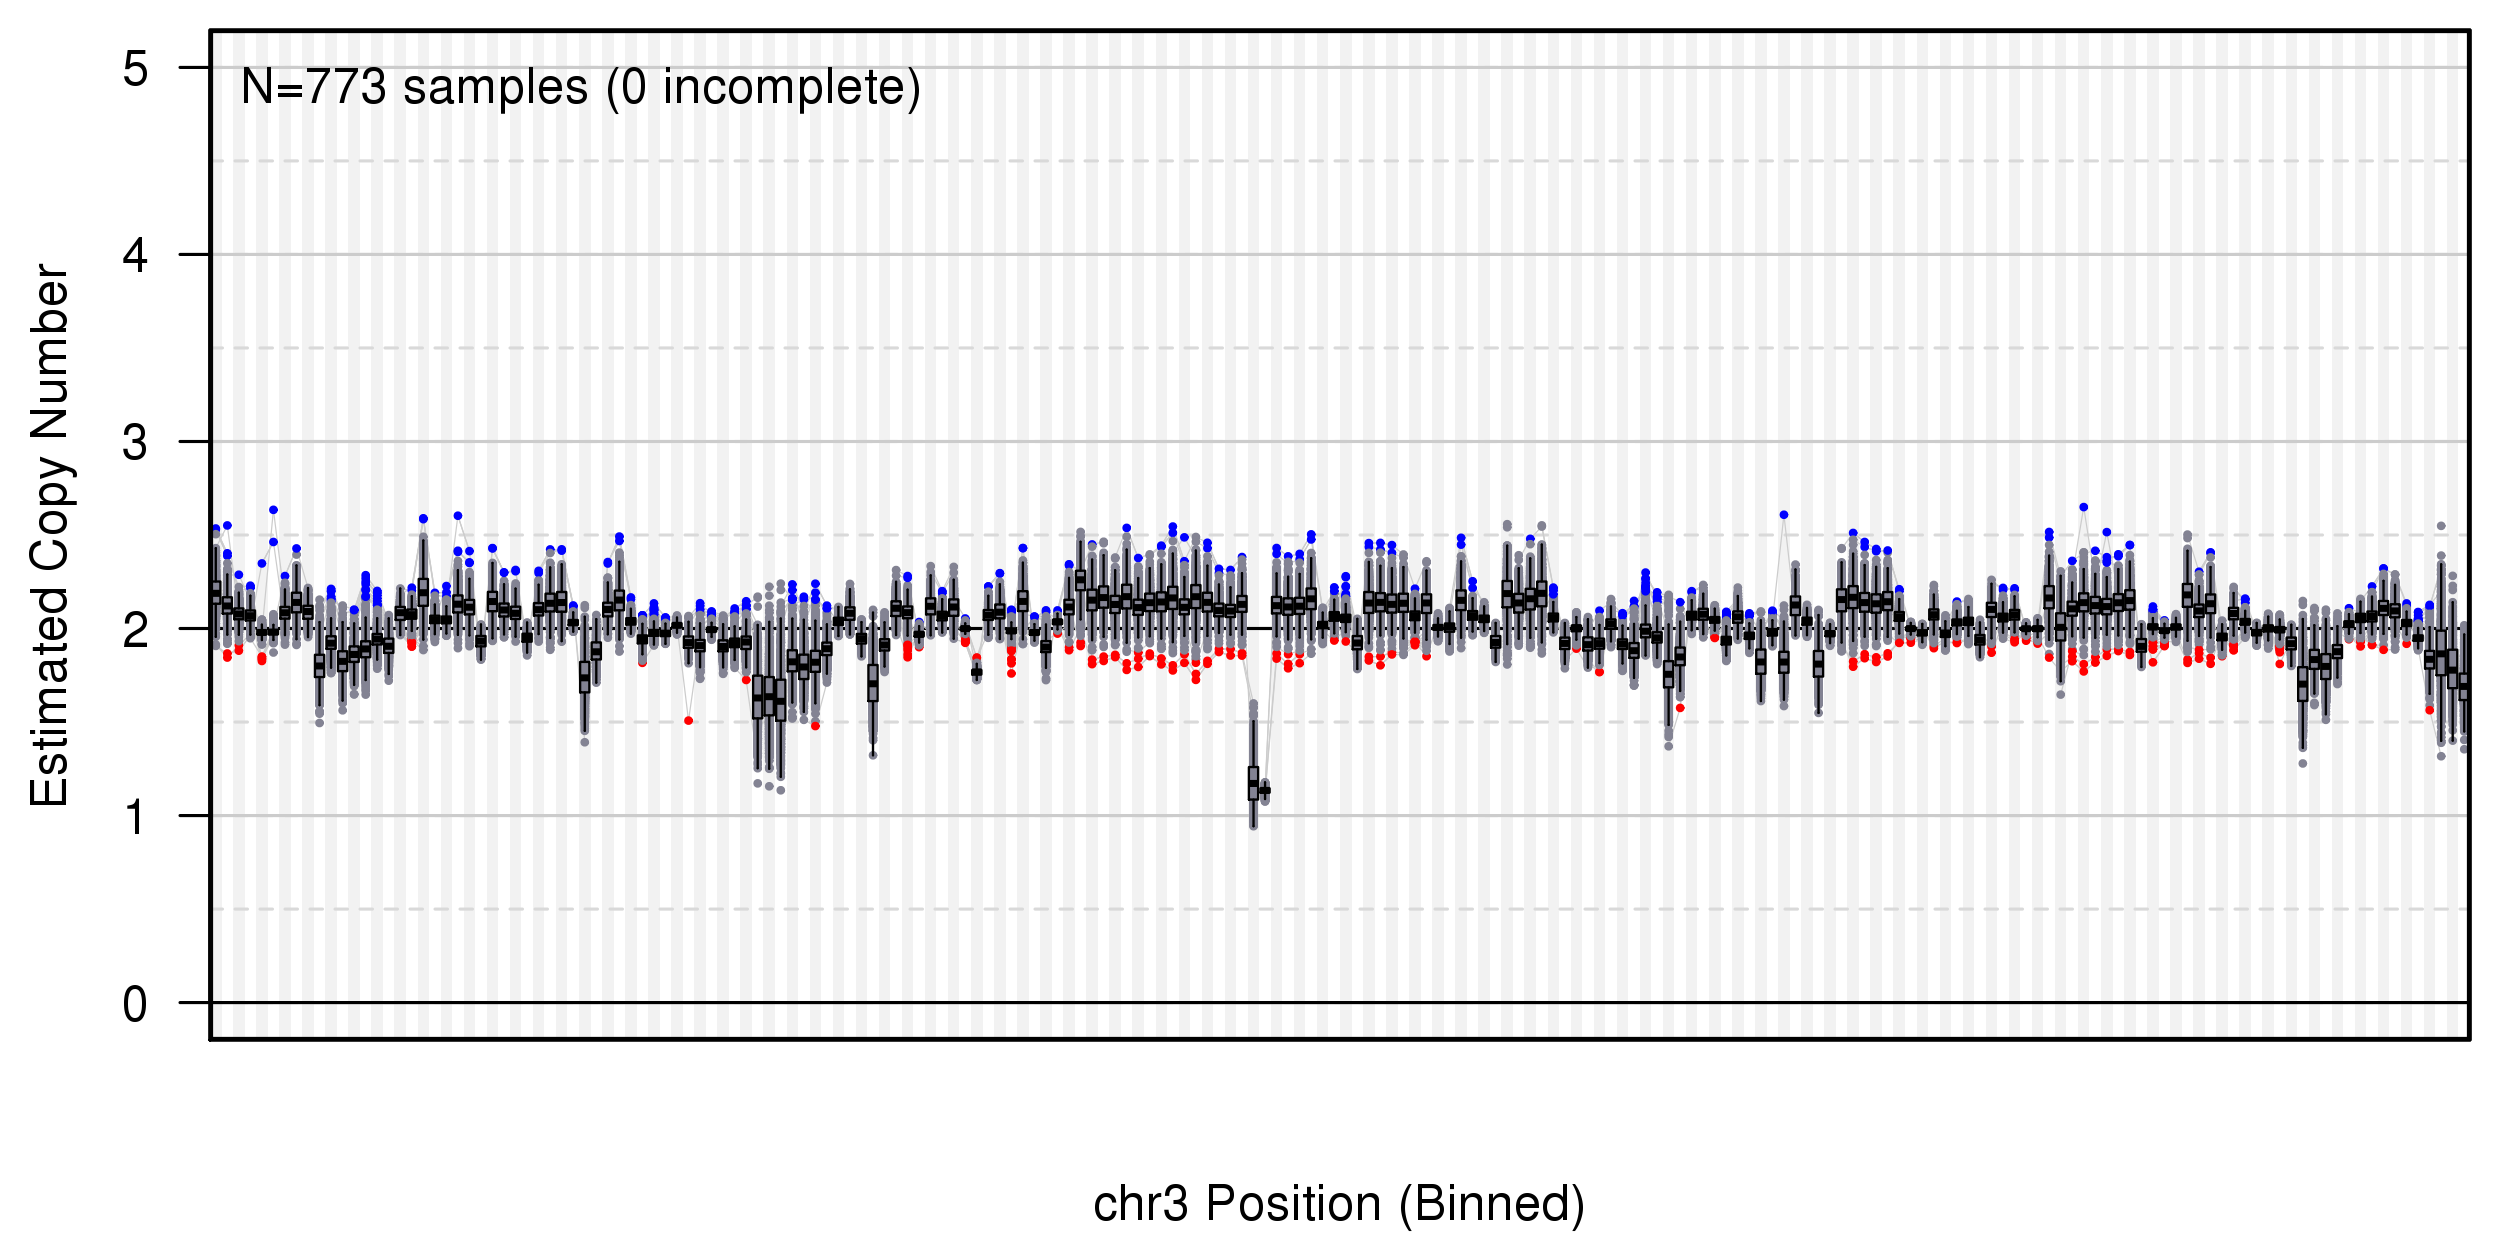 N=773 samples (0 incomplete)
5
4
3
2
1
0
Estimated Copy Number
chr3 Position (Binned)